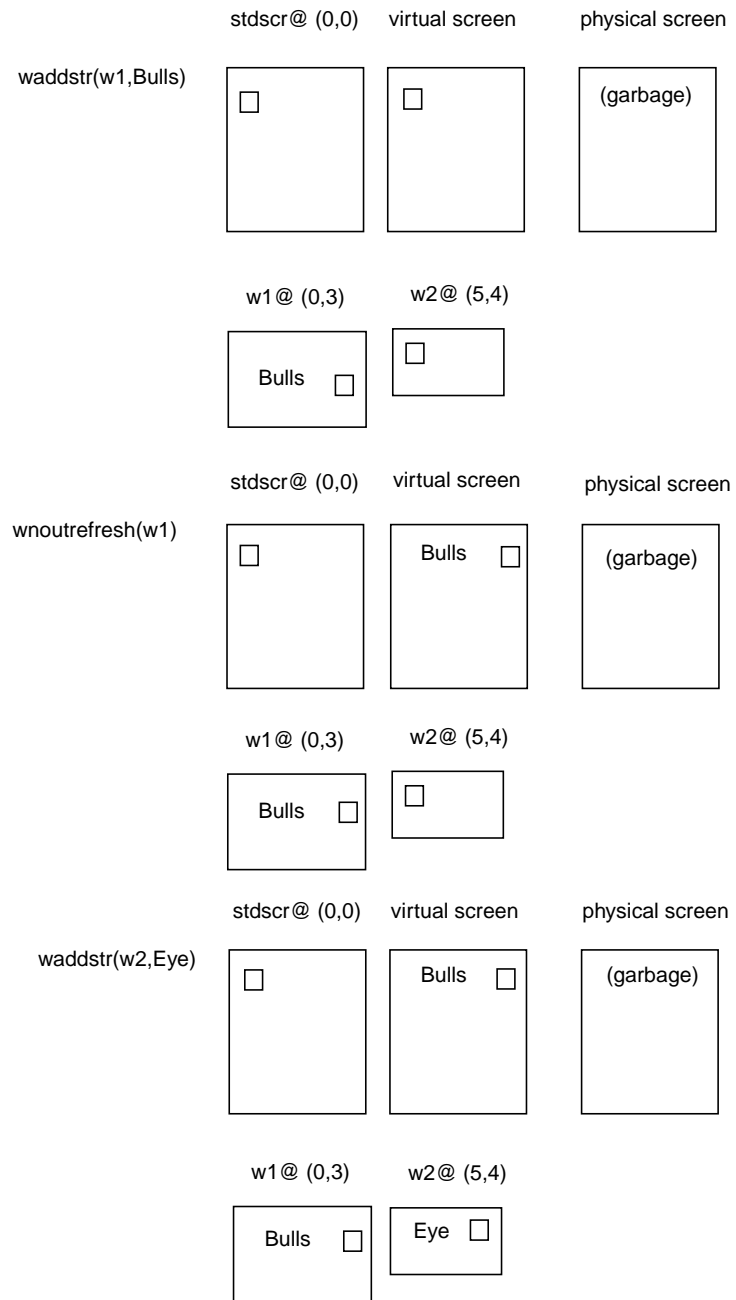 stdscr@ (0,0) virtual screen physical screen
waddstr(w1,Bulls)
(garbage)
w1@ (0,3) w2@ (5,4)
Bulls
stdscr@ (0,0) virtual screen physical screen
wnoutrefresh(w1)
Bulls (garbage)
w1@ (0,3) w2@ (5,4)
Bulls
stdscr@ (0,0) virtual screen physical screen
waddstr(w2,Eye)
Bulls (garbage)
w1@ (0,3) w2@ (5,4)
Bulls Eye